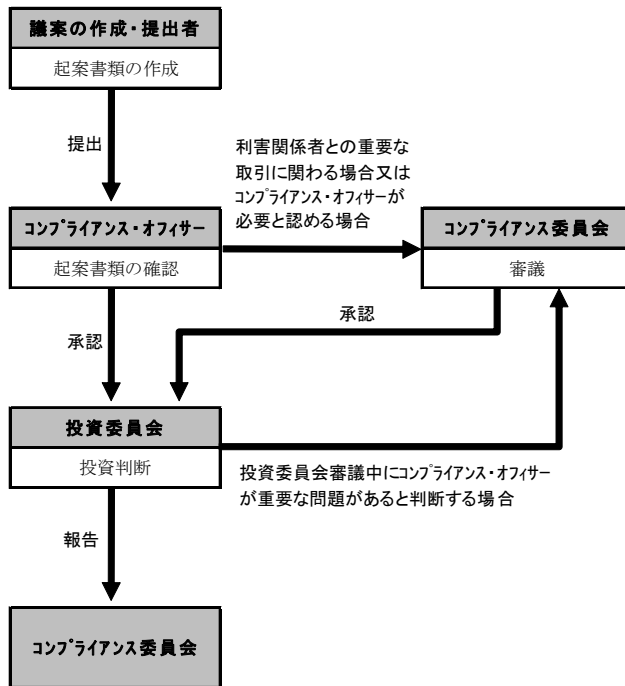 議案の作成・提出者
起案書類の作成
提出
利害関係者との重要な
取引に関わる場合又は
ｺﾝﾌﾟﾗｲｱﾝｽ・ｵﾌｨｻｰが
必要と認める場合
ｺﾝﾌﾟﾗｲｱﾝｽ・ｵﾌｨｻｰ
起案書類の確認
ｺﾝﾌﾟﾗｲｱﾝｽ委員会
審議
承認
承認
投資委員会
投資判断
投資委員会審議中にｺﾝﾌﾟﾗｲｱﾝｽ・ｵﾌｨｻｰ
が重要な問題があると判断する場合
報告
ｺﾝﾌﾟﾗｲｱﾝｽ委員会